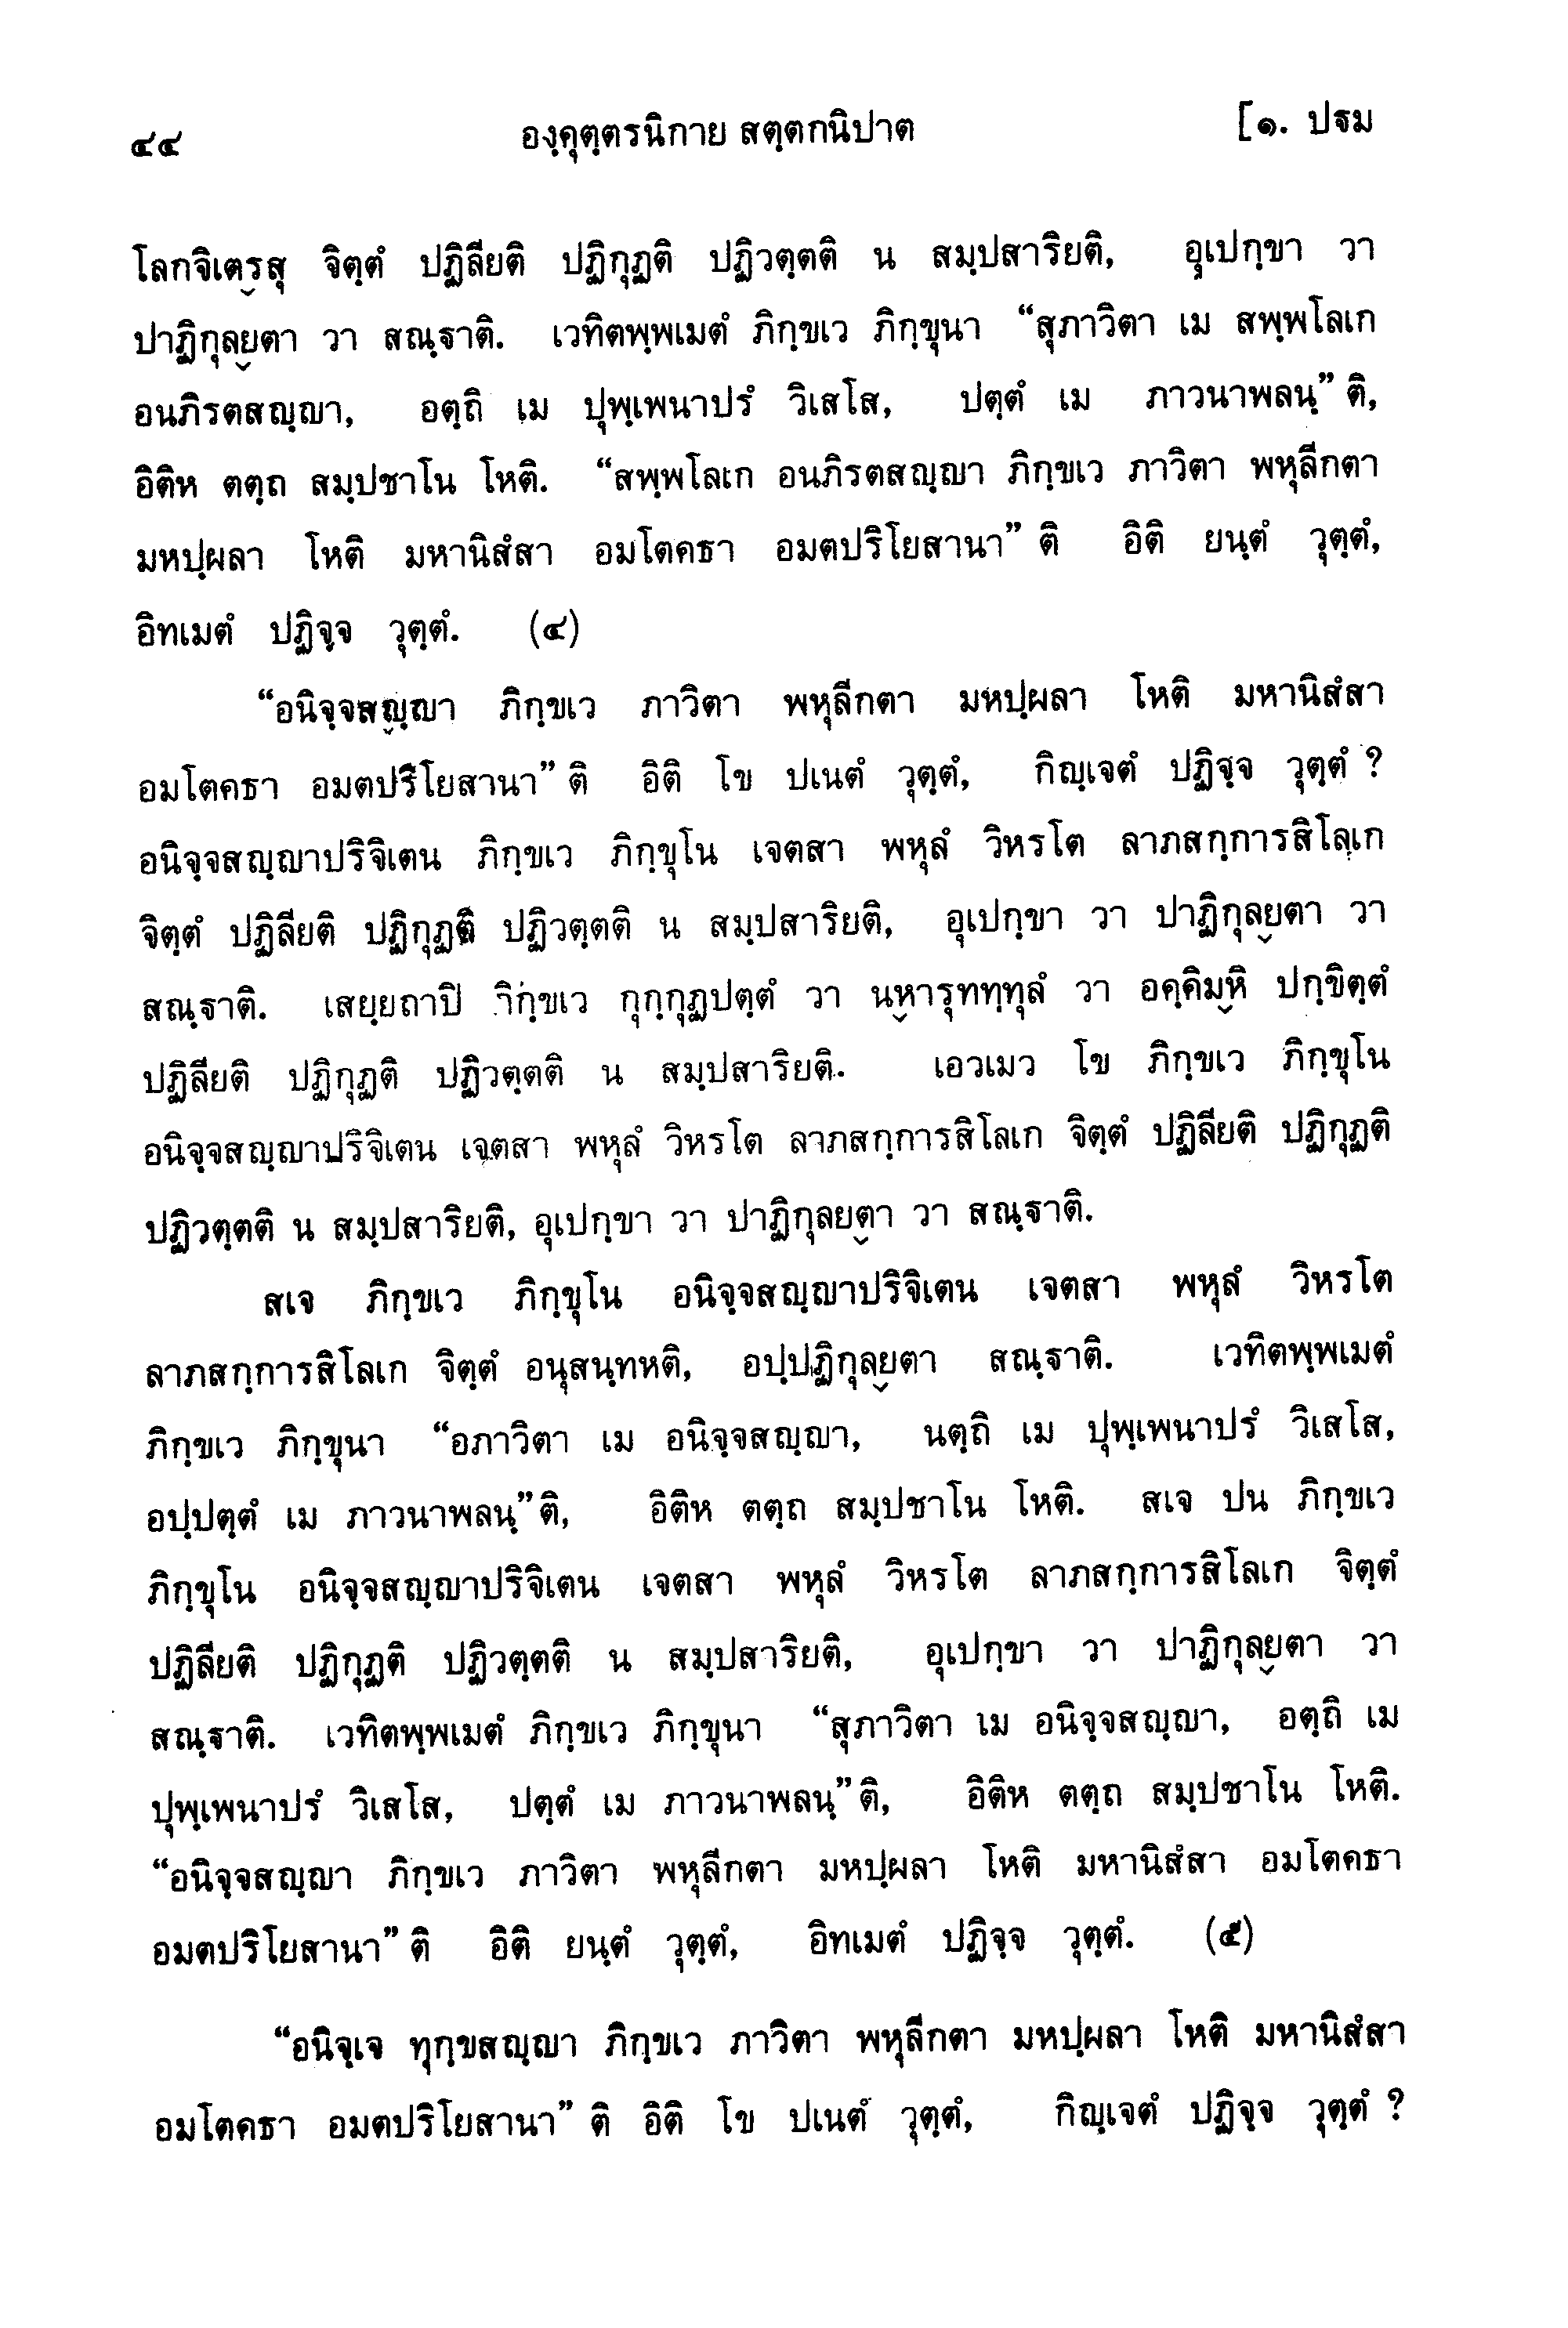 ๔๔ องฺคุตฺตรนิกาย สตฺตกนิปาต [๑. ปฐม
โลกจิเตฺรสุ จิตฺตํ ปฏิลียติ ปฏิกุฏติ ปฏิวตฺตติ น สมฺปสาริยติ, อุเปกฺขา วา
ปาฏิกุลฺยตา วา สณฺฐาติ. เวทิตพฺพเมตํ ภิกฺขเว ภิกฺขุนา “สุภาวิตา เม สพฺพโลเก
อนภิรตสญฺญา, อตฺถิ เม ปุพฺเพนาปรํ วิเสโส, ปตฺตํ เม ภาวนาพลนฺ” ติ,
อิติห ตตฺถ สมฺปชาโน โหติ. “สพฺพโลเก อนภิรตสญฺญา ภิกฺขเว ภาวิตา พหุลีกตา
มหปฺผลา โหติ มหานิสํสา อมโตคธา อมตปริโยสานา” ติ อิติ ยนฺตํ วุตฺตํ,
อิทเมตํ ปฏิจฺจ วุตฺตํ. (๔)
“อนิจฺจสญฺญา ภิกฺขเว ภาวิตา พหุลีกตา มหปฺผลา โหติ มหานิสํสา
อมโตคธา อมตปริโยสานา” ติ อิติ โข ปเนตํ วุตฺตํ, กิญฺเจตํ ปฏิจฺจ วุตฺตํ ?
อนิจฺจสญฺญาปริจิเตน ภิกฺขเว ภิกฺขุโน เจตสา พหุลํ วิหรโต ลาภสกฺการสิโลเก
จิตฺตํ ปฏิลียติ ปฏิกุฏติ ปฏิวตฺตติ น สมฺปสาริยติ, อุเปกฺขา วา ปาฏิกุลฺยตา วา
สณฺฐาติ. เสยฺยถาปิ ภิกฺขเว กุกฺกุฏปตฺตํ วา นฺหารุททฺทุลํ วา อคฺคิมฺหิ ปกฺขิตฺตํ
ปฏิลียติ ปฏิกุฏติ ปฏิวตฺตติ น สมฺปสาริยติ. เอวเมว โข ภิกฺขเว ภิกฺขุโน
อนิจฺจสญฺญาปริจิเตน เจตสา พหุลํ วิหรโต ลาภสกฺการสิโลเก จิตฺตํ ปฏิลียติ ปฏิกุฏติ
ปฏิวตฺตติ น สมฺปสาริยติ, อุเปกฺขา วา ปาฏิกุลยฺตา วา สณฺฐาติ.
สเจ ภิกฺขเว ภิกฺขุโน อนิจฺจสญฺญาปริจิเตน เจตสา พหุลํ วิหรโต
ลาภสกฺการสิโลเก จิตฺตํ อนุสนฺทหติ, อปฺปฏิกุลฺยตา สณฺฐาติ. เวทิตพฺพเมตํ
ภิกฺขเว ภิกฺขุนา “อภาวิตา เม อนิจฺจสญฺญา, นตฺถิ เม ปุพฺเพนาปรํ วิเสโส,
อปฺปตฺตํ เม ภาวนาพลนฺ” ติ, อิติห ตตฺถ สมฺปชาโน โหติ. สเจ ปน ภิกฺขเว
ภิกฺขุโน อนิจฺจสญฺญาปริจิเตน เจตสา พหุลํ วิหรโต ลาภสกฺการสิโลเก จิตฺตํ
ปฏิลียติ ปฏิกุฏติ ปฏิวตฺตติ น สมฺปสาริยติ, อุเปกฺขา วา ปาฏิกุลฺยตา วา
สณฺฐาติ. เวทิตพฺพเมตํ ภิกฺขเว ภิกฺขุนา “สุภาวิตา เม อนิจฺจสญฺญา, อตฺถิ เม
ปุพฺเพนาปรํ วิเสโส, ปตฺตํ เม ภาวนาพลนฺ” ติ, อิติห ตตฺถ สมฺปชาโน โหติ.
“อนิจฺจสญฺญา ภิกฺขเว ภาวิตา พหุลีกตา มหปฺผลา โหติ มหานิสํสา อมโตคธา
อมตปริโยสานา” ติ อิติ ยนฺตํ วุตฺตํ, อิทเมตํ ปฏิจฺจ วุตฺตํ. (๕)
“อนิจฺเจ ทุกฺขสญฺญา ภิกฺขเว ภาวิตา พหุลีกตา มหปฺผลา โหติ มหานิสํสา
อมโตคธา อมตปริโยสานา” ติ อิติ โข ปเนตํ วุตฺตํ, กิญฺเจตํ ปฏิจฺจ วุตฺตํ ?